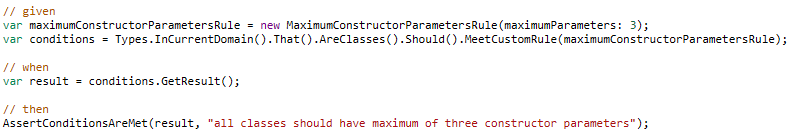 // given
var maximumConstructorParametersRule = new MaximumConstructorParametersRule(maximumParameters: 3);
var conditions = Types.InCurrentDomain().That().AreClasses().Should().MeetCustomRule(maximumConstructorParametersRule);
// when
var result = conditions.GetResult();
// then
AssertConditionsAreMet(result, "all classes should have maximum of three constructor parameters");